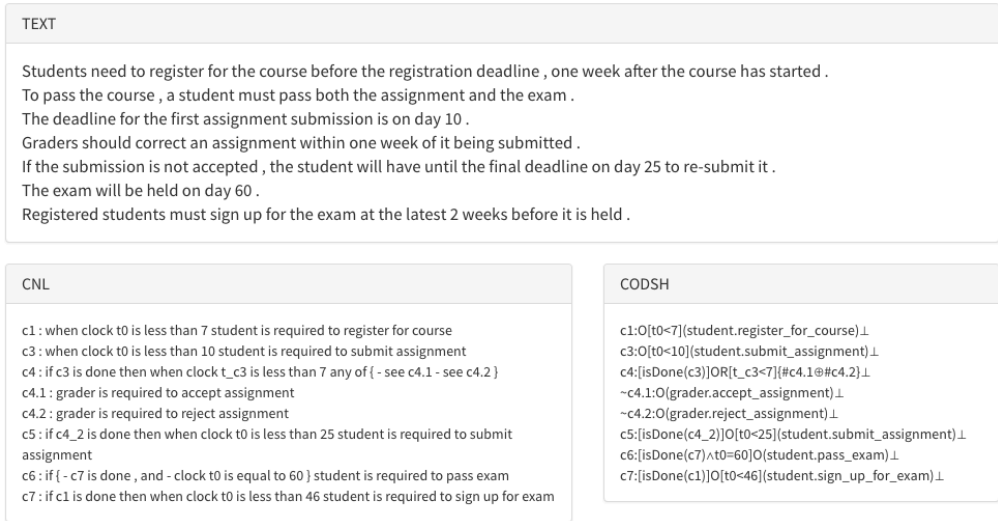 TEXT
Students need to register for the course before the registration deadline , one week after the course has started .
To pass the course , a student must pass both the assignment and the exam .
The deadline for the first assignment submission is on day 10 .
Graders should correct an assignment within one week of it being submitted .
If the submission is not accepted , the student will have until the final deadline on day 25 to re-submit it .
The exam will be held on day 60 .
Registered students must sign up for the exam at the latest 2 weeks before it is held .
CNL
c1 : when clock t0 is less than 7 student is required to register for course
c3 : when clock t0 is less than 10 student is required to submit assignment
c4 : if c3 is done then when clock t_c3 is less than 7 any of { - see c4.1 - see c4.2 }
c4.1 : grader is required to accept assignment
c4.2 : grader is required to reject assignment
c5 : if c4_2 is done then when clock t0 is less than 25 student is required to submit
assignment
c6 : if { - c7 is done , and - clock t0 is equal to 60 } student is required to pass exam
c7 : if c1 is done then when clock t0 is less than 46 student is required to sign up for exam
CODSH
c1:O[t0<7](student.register_for_course)⊥
c3:O[t0<10](student.submit_assignment)⊥
c4:[isDone(c3)]OR[t_c3<7]{#c4.1⊕#c4.2}⊥
~c4.1:O(grader.accept_assignment)⊥
~c4.2:O(grader.reject_assignment)⊥
c5:[isDone(c4_2)]O[t0<25](student.submit_assignment)⊥
c6:[isDone(c7)∧t0=60]O(student.pass_exam)⊥
c7:[isDone(c1)]O[t0<46](student.sign_up_for_exam)⊥